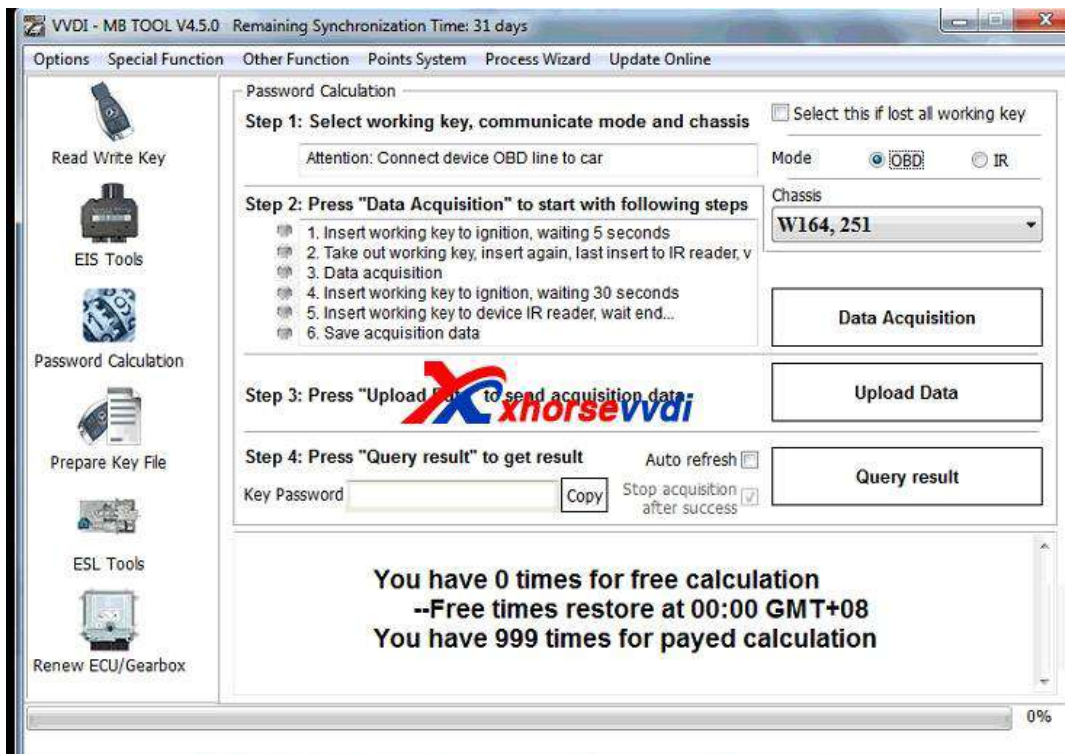 VVDI - MB TOOL V4.5.0 Remaining Synchronization Time: 31 days
Options Special Function Other Function Points System Process Wizard Update Online
Read Write Key
EIS Tools
Password Calculation
Prepare Key File
ESL Tools
Renew ECU/Gearbox
Password Calculation
Step 1: Select working key, communicate mode and chassis
Attention: Connect device OBD line to car
Select this if lost all working key
Mode OBD IR
Chassis
W164, 251
Step 2: Press "Data Acquisition" to start with following steps
1. Insert working key to ignition, waiting 5 seconds
2. Take out working key, insert again, last insert to IR reader, v
3. Data acquisition
4. Insert working key to ignition, waiting 30 seconds
5. Insert working key to device IR reader, wait end...
6. Save acquisition data
Data Acquisition
Step 3: Press "Upload to send acquisition data
xhorsevvdi
Upload Data
Step 4: Press "Query result" to get result
Auto refresh
Key Password
Copy
Stop acquisition
after success
Query result
You have 0 times for free calculation
--Free times restore at 00:00 GMT+08
You have 999 times for payed calculation
0%